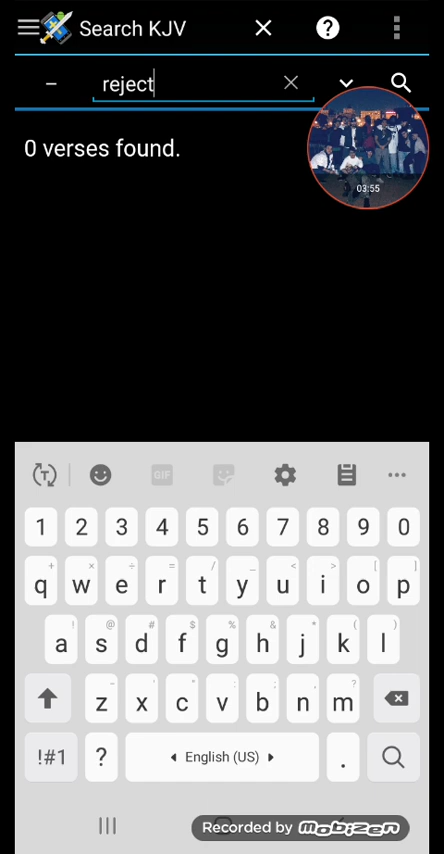 Search KJV
?
– reject
0 verses found.
03:55
GIF
1 2 3 4 5 6 7 8 9 0
+ × ÷ = / _ < > [ ]
q w e r t y u i o p
! @ # $ % & * ( )
a s d f g h j k l
- ' " : ; , ?
z x c v b n m
!#1 ? English (US) .
Recorded by MOBIZEN